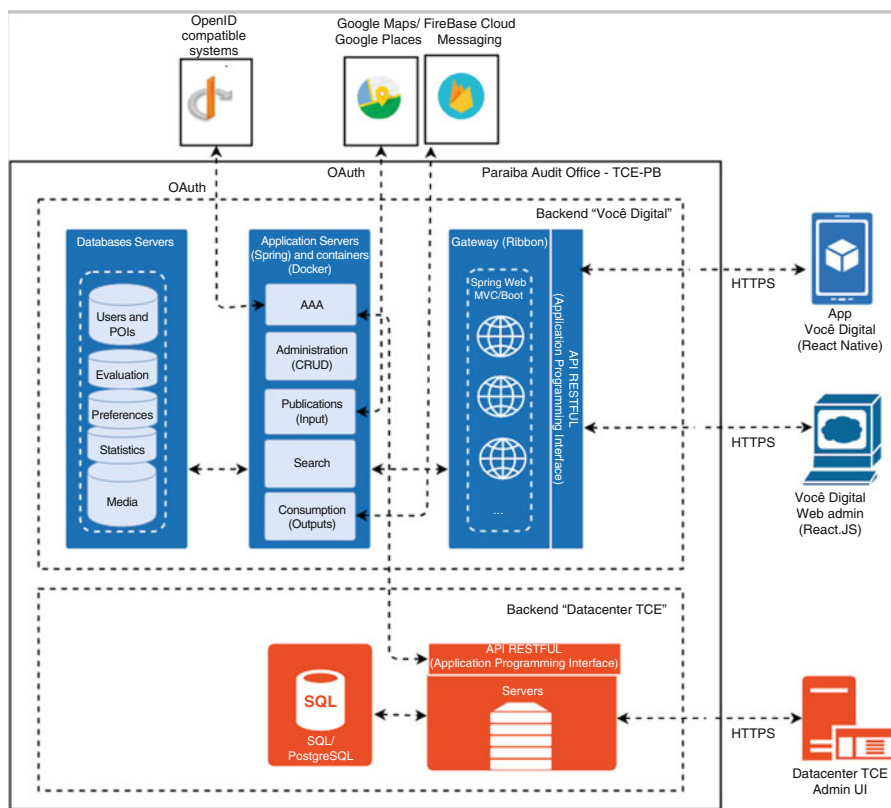 OpenID
compatible
systems
Google Maps/
Google Places
FireBase Cloud
Messaging
OAuth
OAuth
Paraiba Audit Office - TCE-PB
Backend “Você Digital”
Databases Servers
Users and
POIs
Evaluation
Preferences
Statistics
Media
Application Servers
(Spring) and containers
(Docker)
AAA
Administration
(CRUD)
Publications
(Input)
Search
Consumption
(Outputs)
Gateway (Ribbon)
Spring Web
MVC/Boot
...
API RESTFUL
(Application Programming Interface)
HTTPS
App
Você Digital
(React Native)
HTTPS
Você Digital
Web admin
(React.JS)
Backend “Datacenter TCE”
SQL
SQL/
PostgreSQL
API RESTFUL
(Application Programming Interface)
Servers
HTTPS
Datacenter TCE
Admin UI